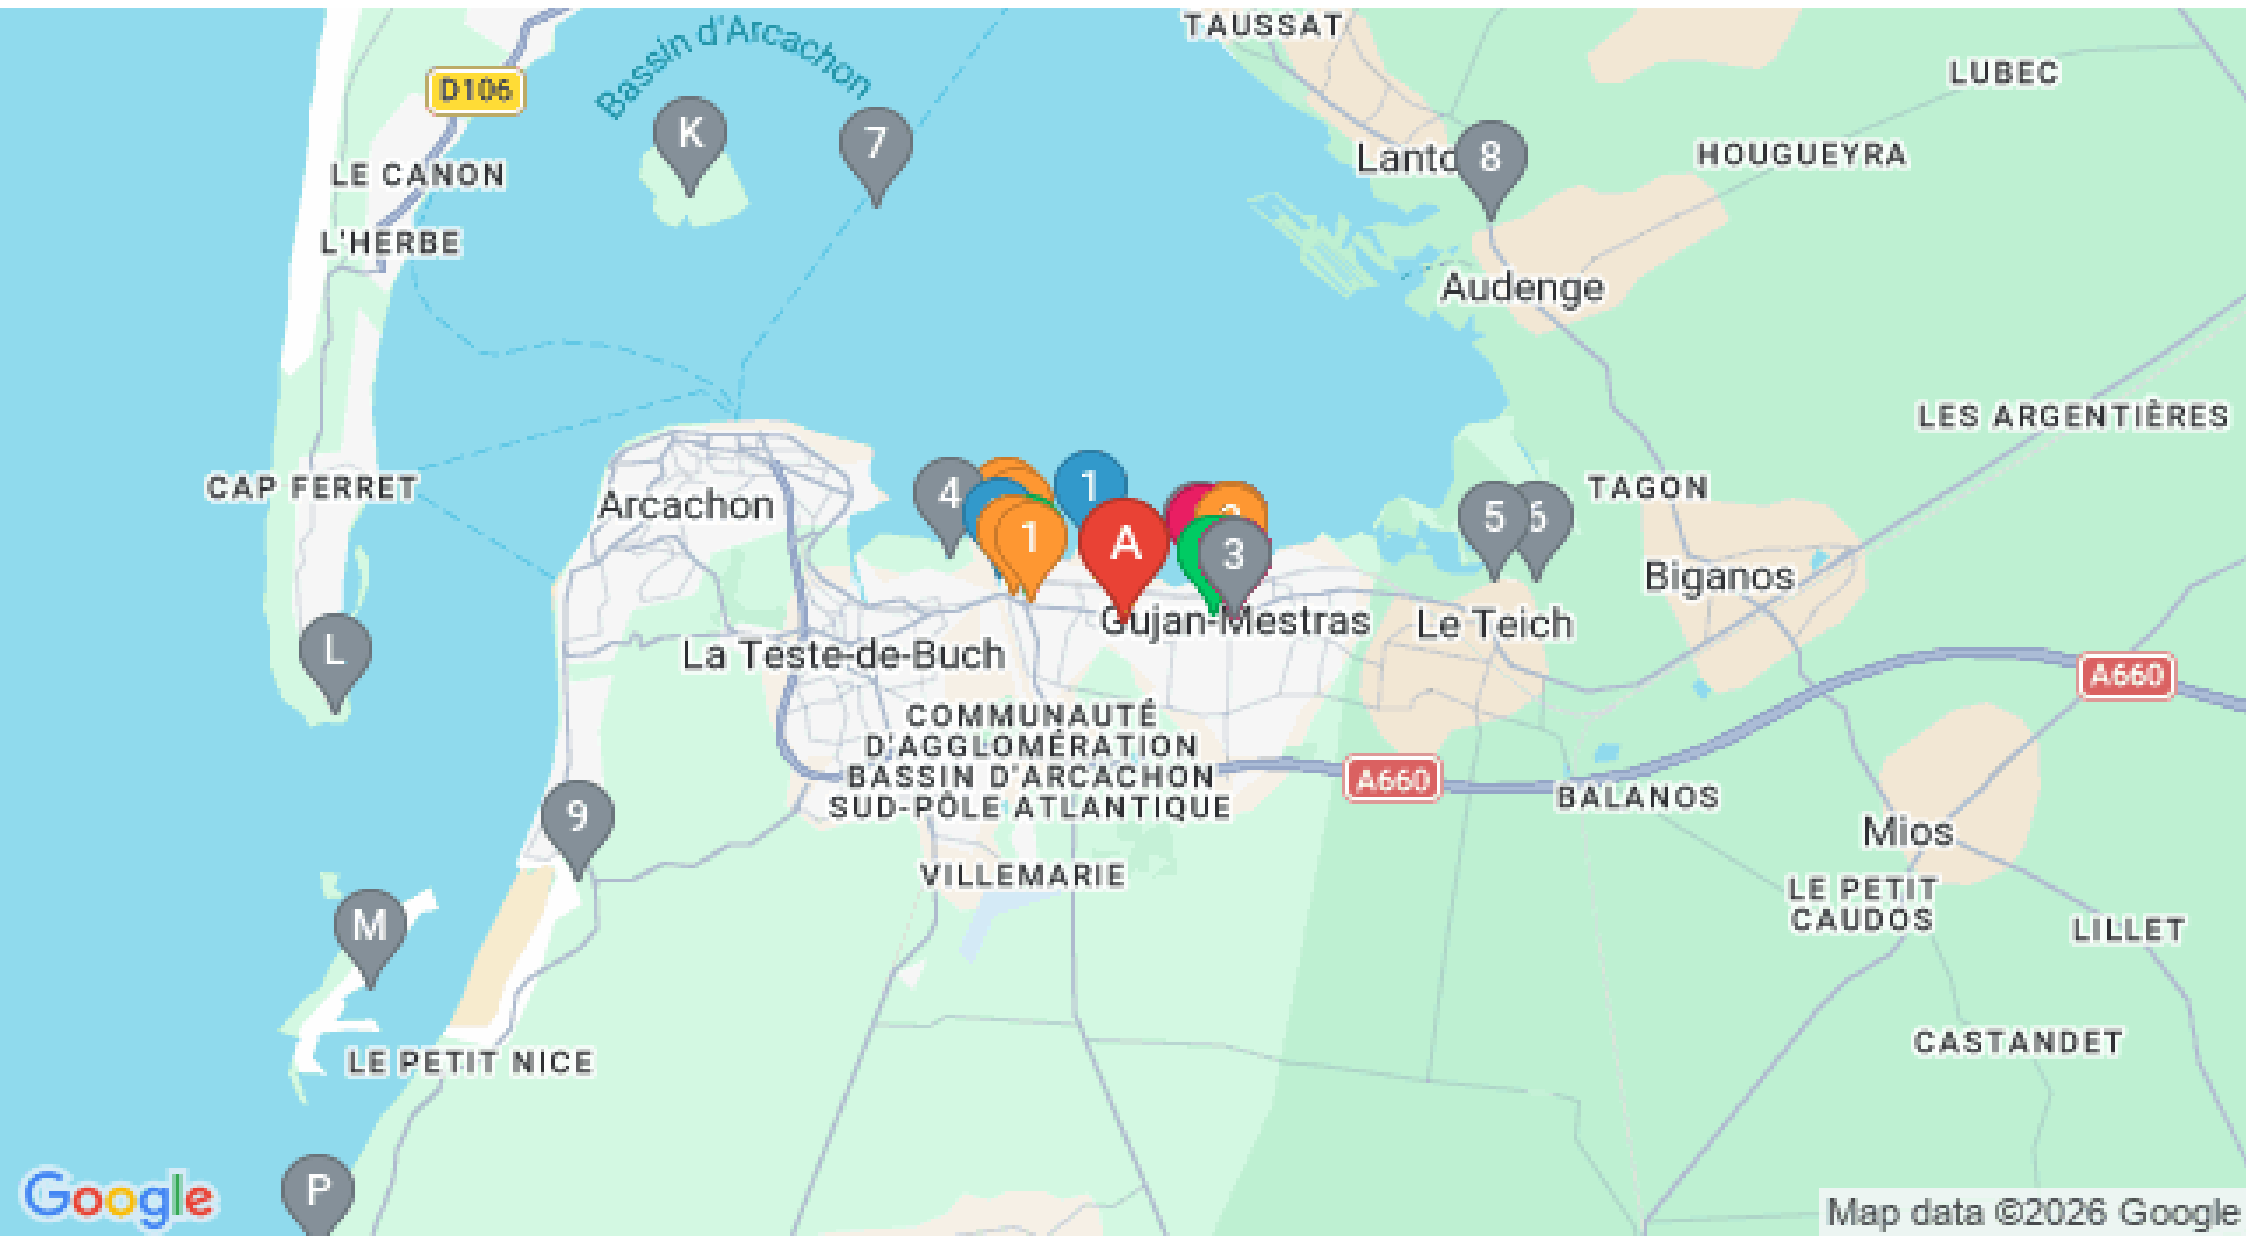 TAUSSAT
Bassin d'Arcachon
LUBEC
D106
K
7
8
LE CANON
HOUGUEYRA
L'HERBE
Audenge
LES ARGENTIÈRES
CAP FERRET
TAGON
Arcachon
4
1
1
A
3
5
6
Biganos
Gujan-Mestras
Le Teich
L
La Teste-de-Buch
A660
COMMUNAUTÉ
D'AGGLOMÉRATION
BASSIN D'ARCACHON
SUD-PÔLE ATLANTIQUE
A660
BALANOS
9
Mios
VILLEMARIE
LE PETIT
CAUDOS
M
LILLET
CASTANDET
LE PETIT NICE
P
Google
Map data ©2026 Google